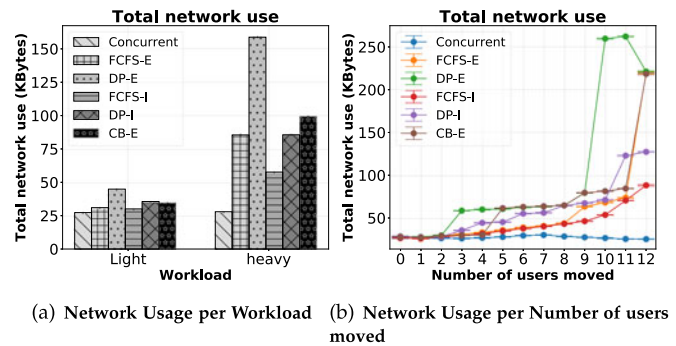 Total network use
Total network use (KBytes)
150
125
100
75
50
25
0
Concurrent
FCFS-E
DP-E
FCFS-I
DP-I
CB-E
Light
heavy
Workload
(a) Network Usage per Workload
Total network use
Total network use (KBytes)
250
200
150
100
50
Concurrent
FCFS-E
DP-E
FCFS-I
DP-I
CB-E
0 1 2 3 4 5 6 7 8 9 10 11 12
Number of users moved
(b) Network Usage per Number of users
moved